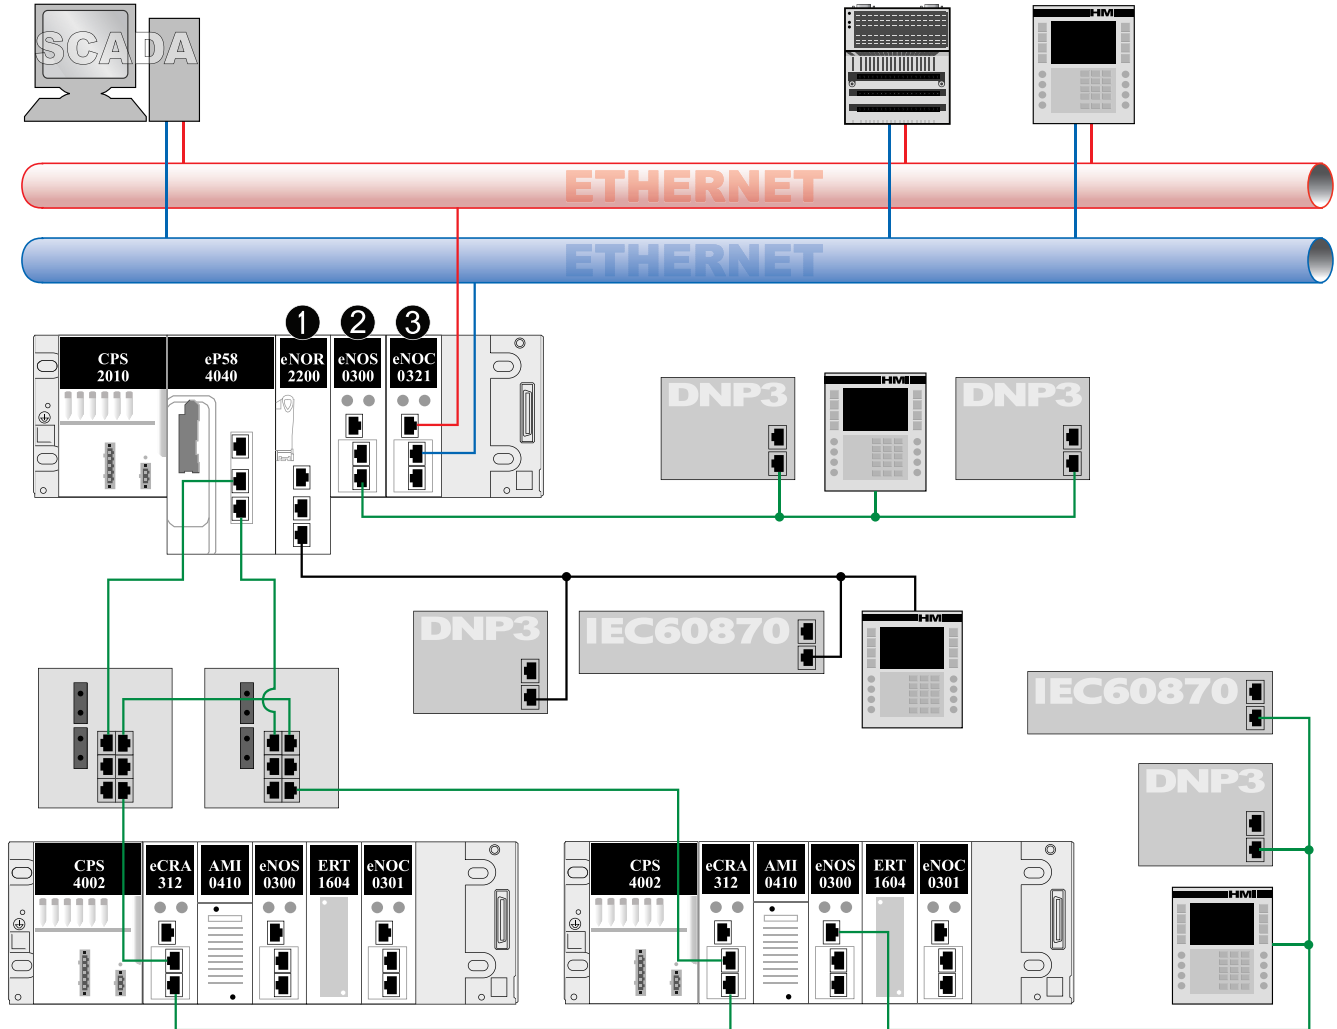 SCADA
HMI
ETHERNET
ETHERNET
1
2
3
CPS
2010
eP58
4040
eNOR
2200
eNOS
0300
eNOC
0321
DNP3
HMI
DNP3
DNP3
IEC60870
HMI
IEC60870
DNP3
CPS
4002
eCRA
312
AMI
0410
eNOS
0300
ERT
1604
eNOC
0301
CPS
4002
eCRA
312
AMI
0410
eNOS
0300
ERT
1604
eNOC
0301
HMI